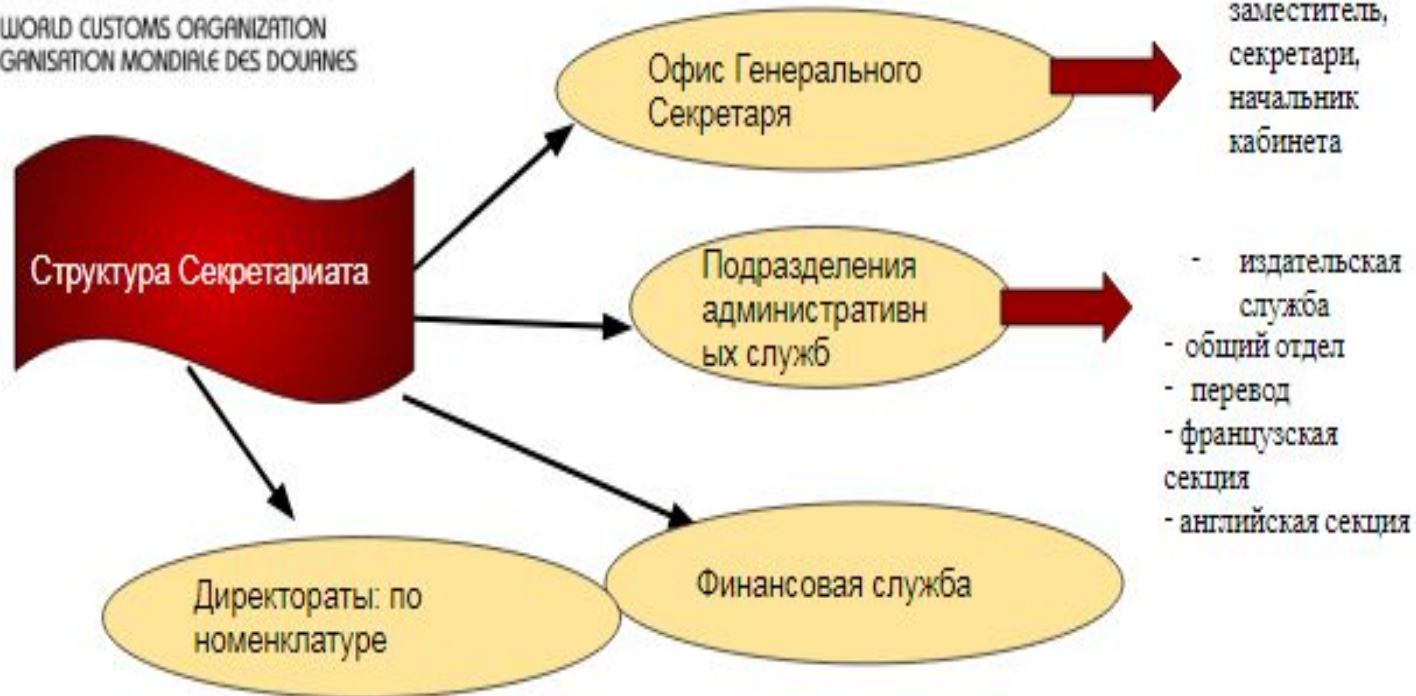 WORLD CUSTOMS ORGANIZATION
GANISATION MONDIALE DES DOUANES
Офис Генерального
Секретаря
заместитель,
секретари,
начальник
кабинета
Структура Секретариата
Подразделения
административн
ых служб
- издательская
служба
- общий отдел
- перевод
- французская
секция
- английская секция
Директораты: по
номенклатуре
Финансовая служба